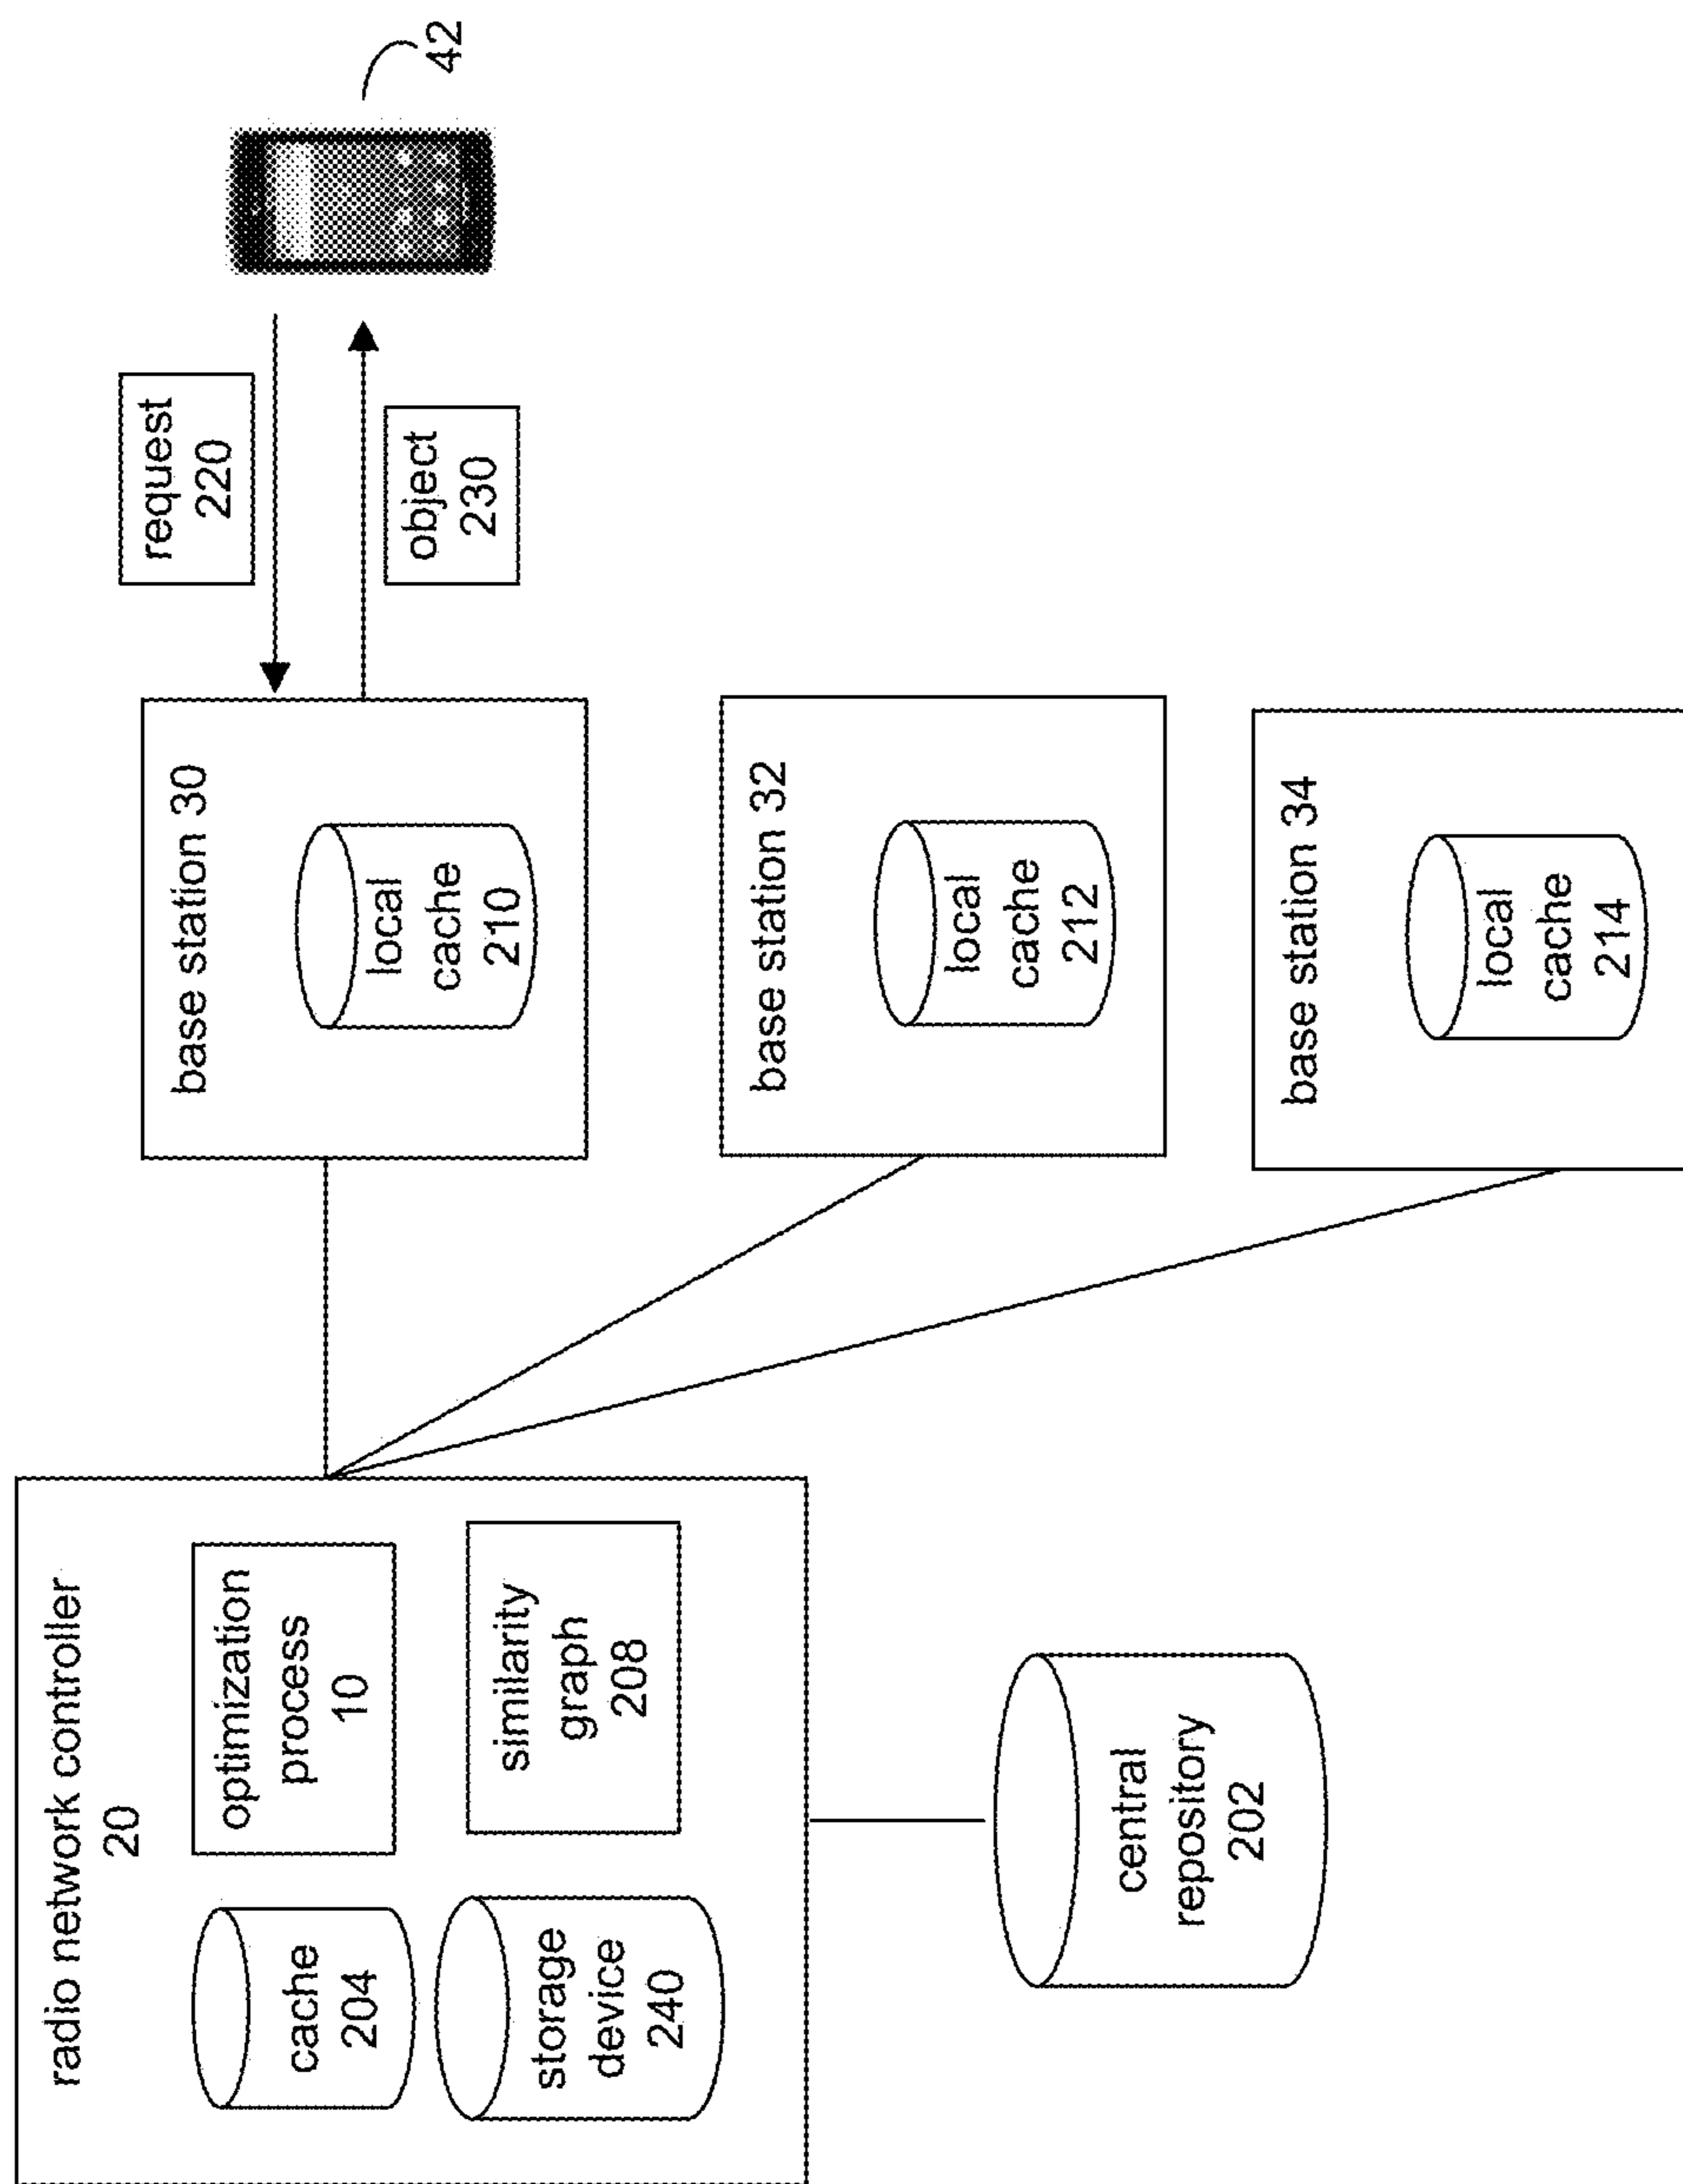 radio network controller
20
cache
204
optimization
process
10
storage
device
240
similarity
graph
208
central
repository
202
base station 30
local
cache
210
base station 32
local
cache
212
base station 34
local
cache
214
request
220
object
230
42